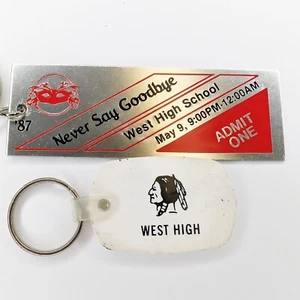 '87
Never Say Goodbye
West High School
May 9, 9:00PM-12:00AM
ADMIT
ONE
WEST HIGH